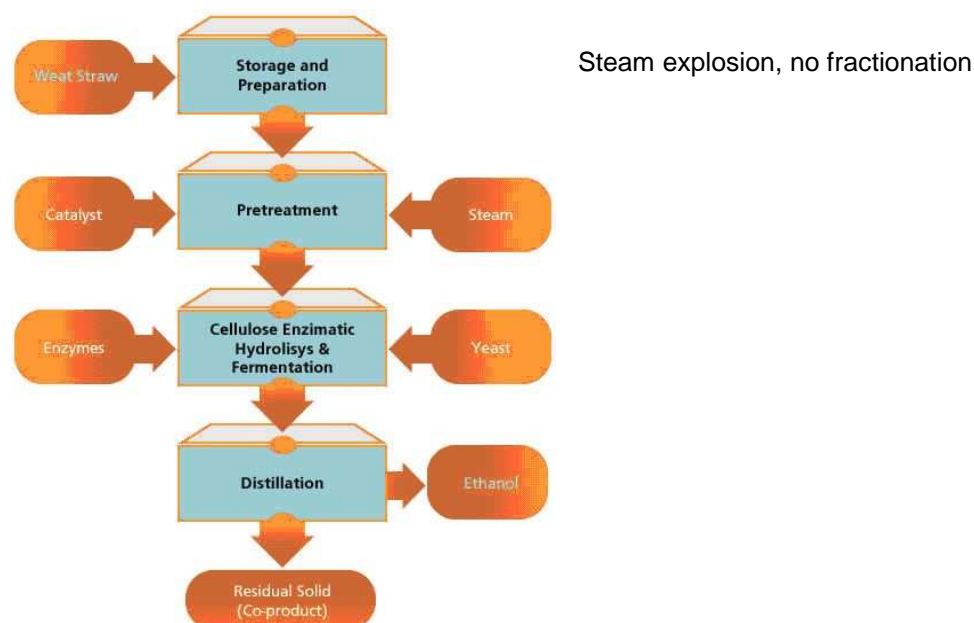 Steam explosion, no fractionation
Weat Straw
Storage and
Preparation
Catalyst
Pretreatment
Steam
Enzymes
Cellulose Enzimatic
Hydrolisys &
Fermentation
Yeast
Distillation
Ethanol
Residual Solid
(Co-product)